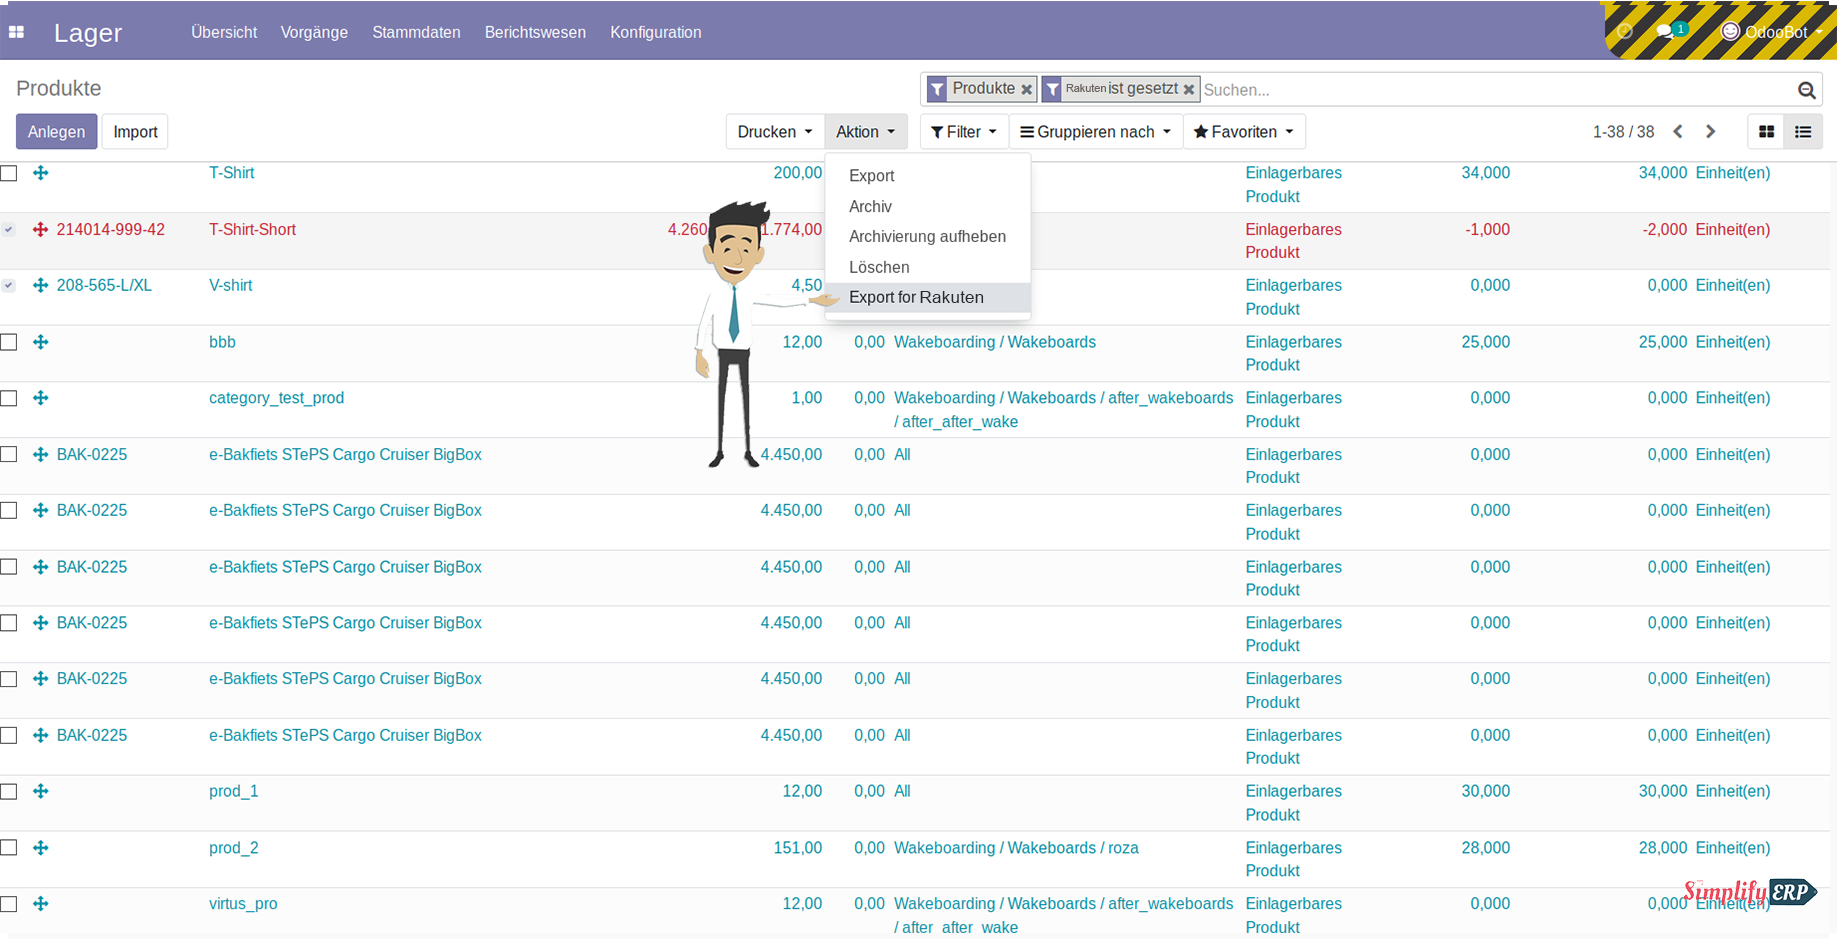 Lager Übersicht Vorgänge Stammdaten Berichtswesen Konfiguration 1 OdooBot
Produkte Produkte Rakuten ist gesetzt Suchen...
Anlegen Import Drucken Aktion Filter Gruppieren nach Favoriten 1-38 / 38
Export
Archiv
Archivierung aufheben
Löschen
Export for Rakuten
T-Shirt 200,00 Einlagerbares 34,000 34,000 Einheit(en)
Produkt
214014-999-42 T-Shirt-Short 4.260 1.774,00 Einlagerbares -1,000 -2,000 Einheit(en)
Produkt
208-565-L/XL V-shirt 4,50 Einlagerbares 0,000 0,000 Einheit(en)
Produkt
bbb 12,00 0,00 Wakeboarding / Wakeboards Einlagerbares 25,000 25,000 Einheit(en)
Produkt
category_test_prod 1,00 0,00 Wakeboarding / Wakeboards / after_wakeboards Einlagerbares 0,000 0,000 Einheit(en)
/ after_after_wake Produkt
BAK-0225 e-Bakfiets STePS Cargo Cruiser BigBox 4.450,00 0,00 All Einlagerbares 0,000 0,000 Einheit(en)
Produkt
BAK-0225 e-Bakfiets STePS Cargo Cruiser BigBox 4.450,00 0,00 All Einlagerbares 0,000 0,000 Einheit(en)
Produkt
BAK-0225 e-Bakfiets STePS Cargo Cruiser BigBox 4.450,00 0,00 All Einlagerbares 0,000 0,000 Einheit(en)
Produkt
BAK-0225 e-Bakfiets STePS Cargo Cruiser BigBox 4.450,00 0,00 All Einlagerbares 0,000 0,000 Einheit(en)
Produkt
BAK-0225 e-Bakfiets STePS Cargo Cruiser BigBox 4.450,00 0,00 All Einlagerbares 0,000 0,000 Einheit(en)
Produkt
BAK-0225 e-Bakfiets STePS Cargo Cruiser BigBox 4.450,00 0,00 All Einlagerbares 0,000 0,000 Einheit(en)
Produkt
prod_1 12,00 0,00 All Einlagerbares 30,000 30,000 Einheit(en)
Produkt
prod_2 151,00 0,00 Wakeboarding / Wakeboards / roza Einlagerbares 28,000 28,000 Einheit(en)
Produkt
Simplify ERP
virtus_pro 12,00 0,00 Wakeboarding / Wakeboards / after_wakeboards Einlagerbares 0,000 0,000 Einheit(en)
/ after_after_wake Produkt